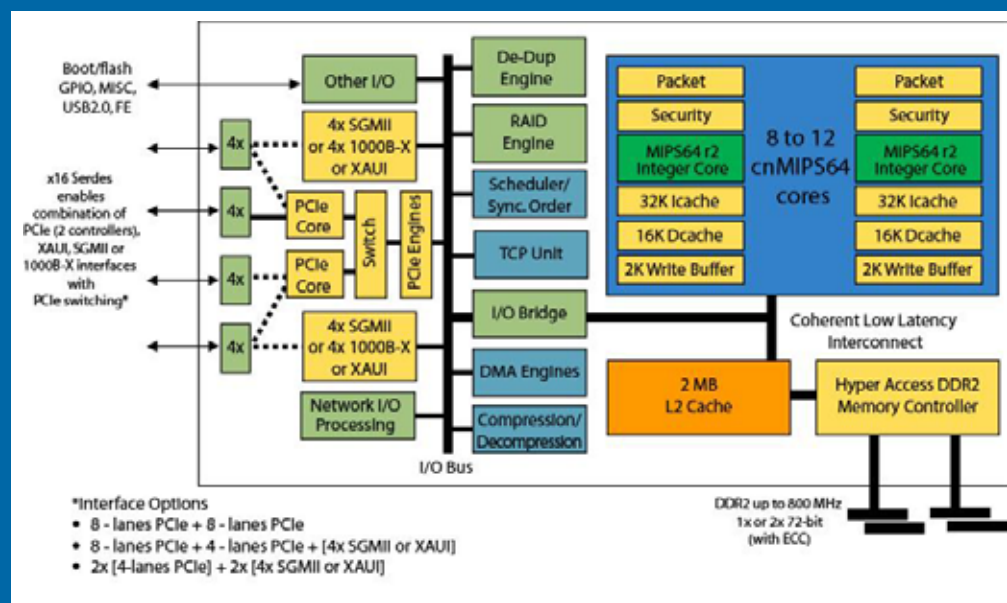 Boot/flash
GPIO, MISC,
USB2.0, FE
x16 Serdes
enables
combination of
PCIe (2 controllers),
XAUI, SGMII or
1000B-X interfaces
with
PCIe switching*
4x
4x
4x
4x
Other I/O
4x SGMII
or 4x 1000B-X
or XAUI
PCIe
Core
PCIe
Core
Switch
PCIe Engines
4x SGMII
or 4x 1000B-X
or XAUI
Network I/O
Processing
I/O Bus
De-Dup
Engine
RAID
Engine
Scheduler/
Sync. Order
TCP Unit
I/O Bridge
DMA Engines
Compression/
Decompression
Packet
Security
MIPS64 r2
Integer Core
32K Icache
16K Dcache
2K Write Buffer
8 to 12
cnMIPS64
cores
Packet
Security
MIPS64 r2
Integer Core
32K Icache
16K Dcache
2K Write Buffer
Coherent Low Latency
Interconnect
2 MB
L2 Cache
Hyper Access DDR2
Memory Controller
DDR2 up to 800 MHz
1x or 2x 72-bit
(with ECC)
*Interface Options
• 8 - lanes PCIe + 8 - lanes PCIe
• 8 - lanes PCIe + 4 - lanes PCIe + [4x SGMII or XAUI]
• 2x [4-lanes PCIe] + 2x [4x SGMII or XAUI]